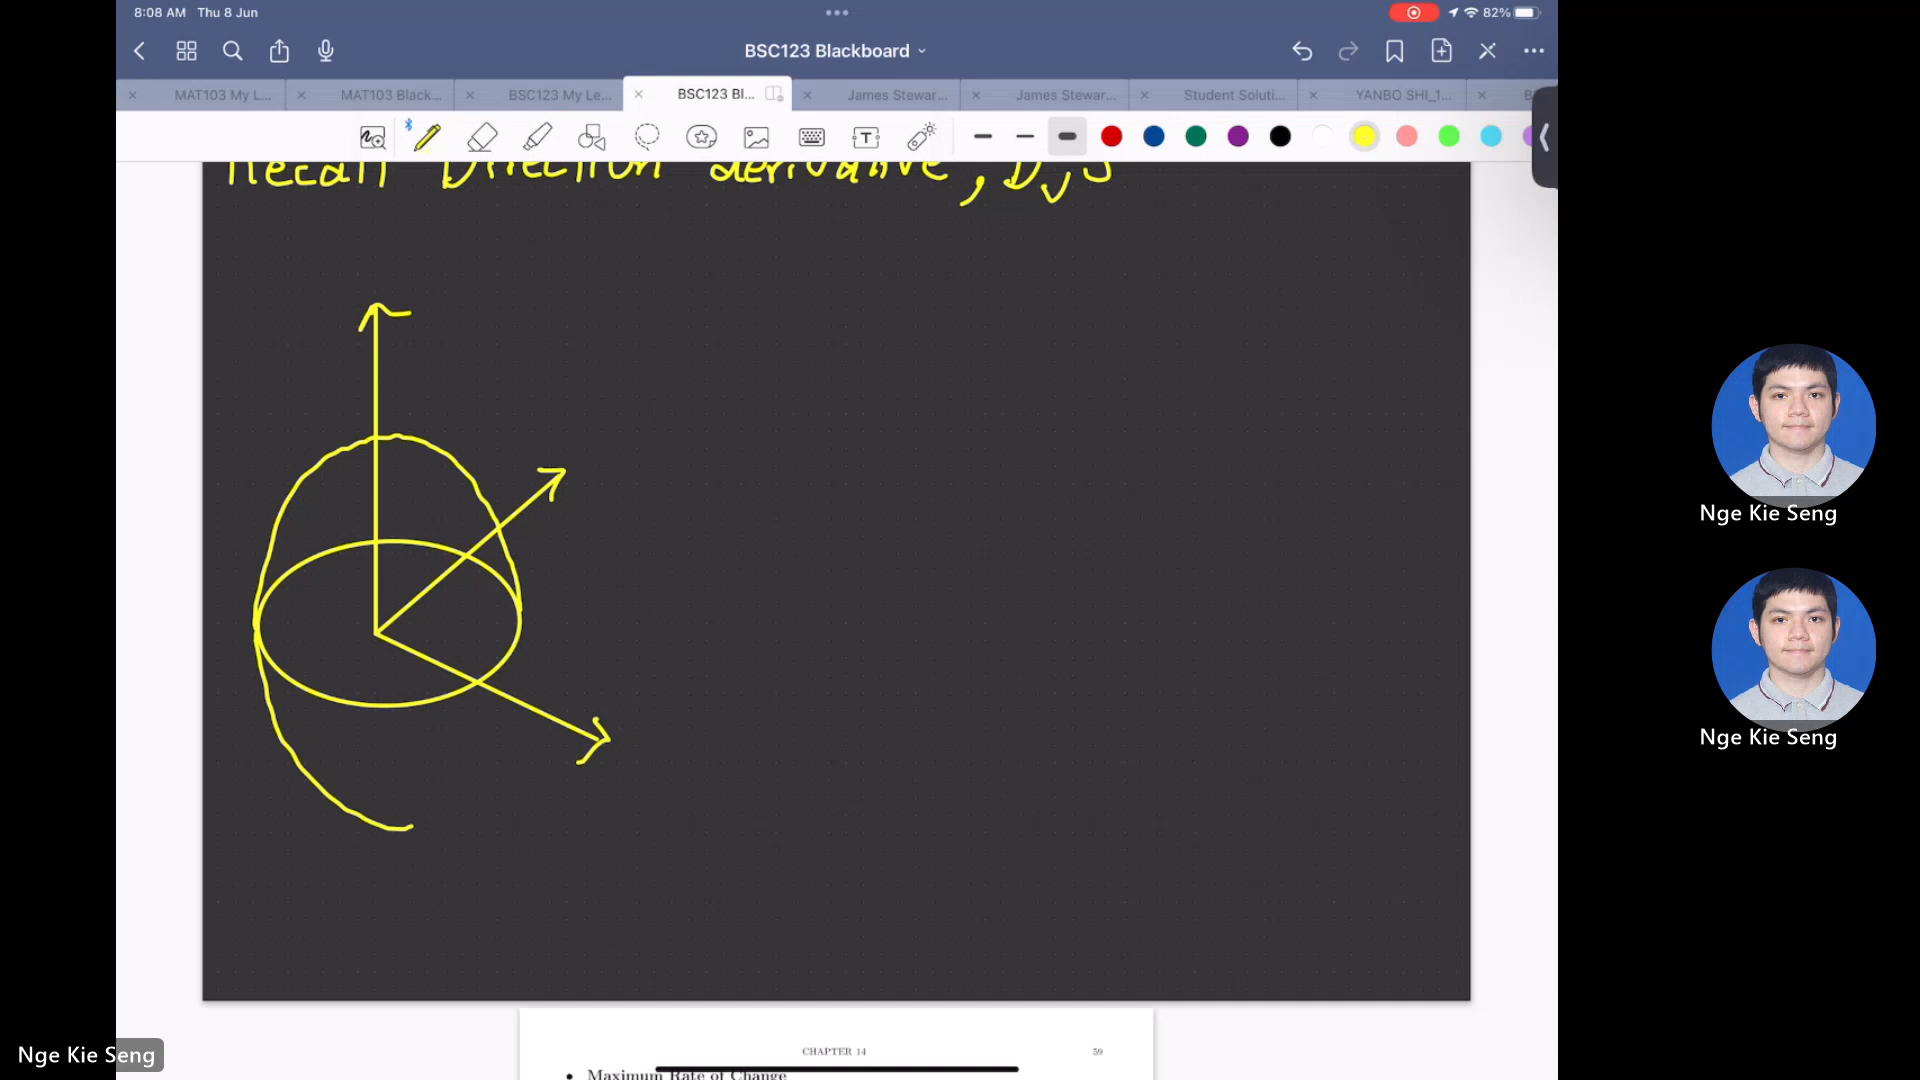 8:08 AM Thu 8 Jun
82%
BSC123 Blackboard
MAT103 My L...
MAT103 Black...
BSC123 My Le...
BSC123 Bl...
James Stewar...
James Stewar...
Student Soluti...
YANBO SHI_1...
Recall Direction derivative,
Nge Kie Seng
Nge Kie Seng
CHAPTER 14 59
• Maximum Rate of Change
Nge Kie Seng